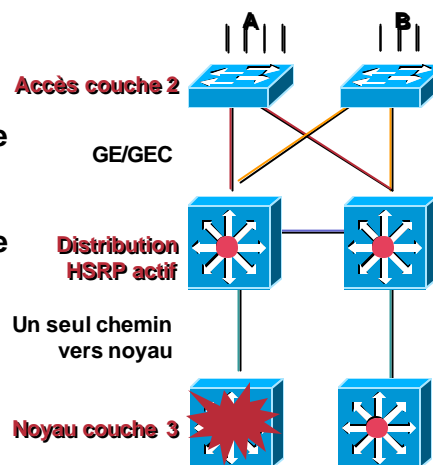 A
B
Accès couche 2
e
GE/GEC
e
Distribution
HSRP actif
Un seul chemin
vers noyau
Noyau couche 3